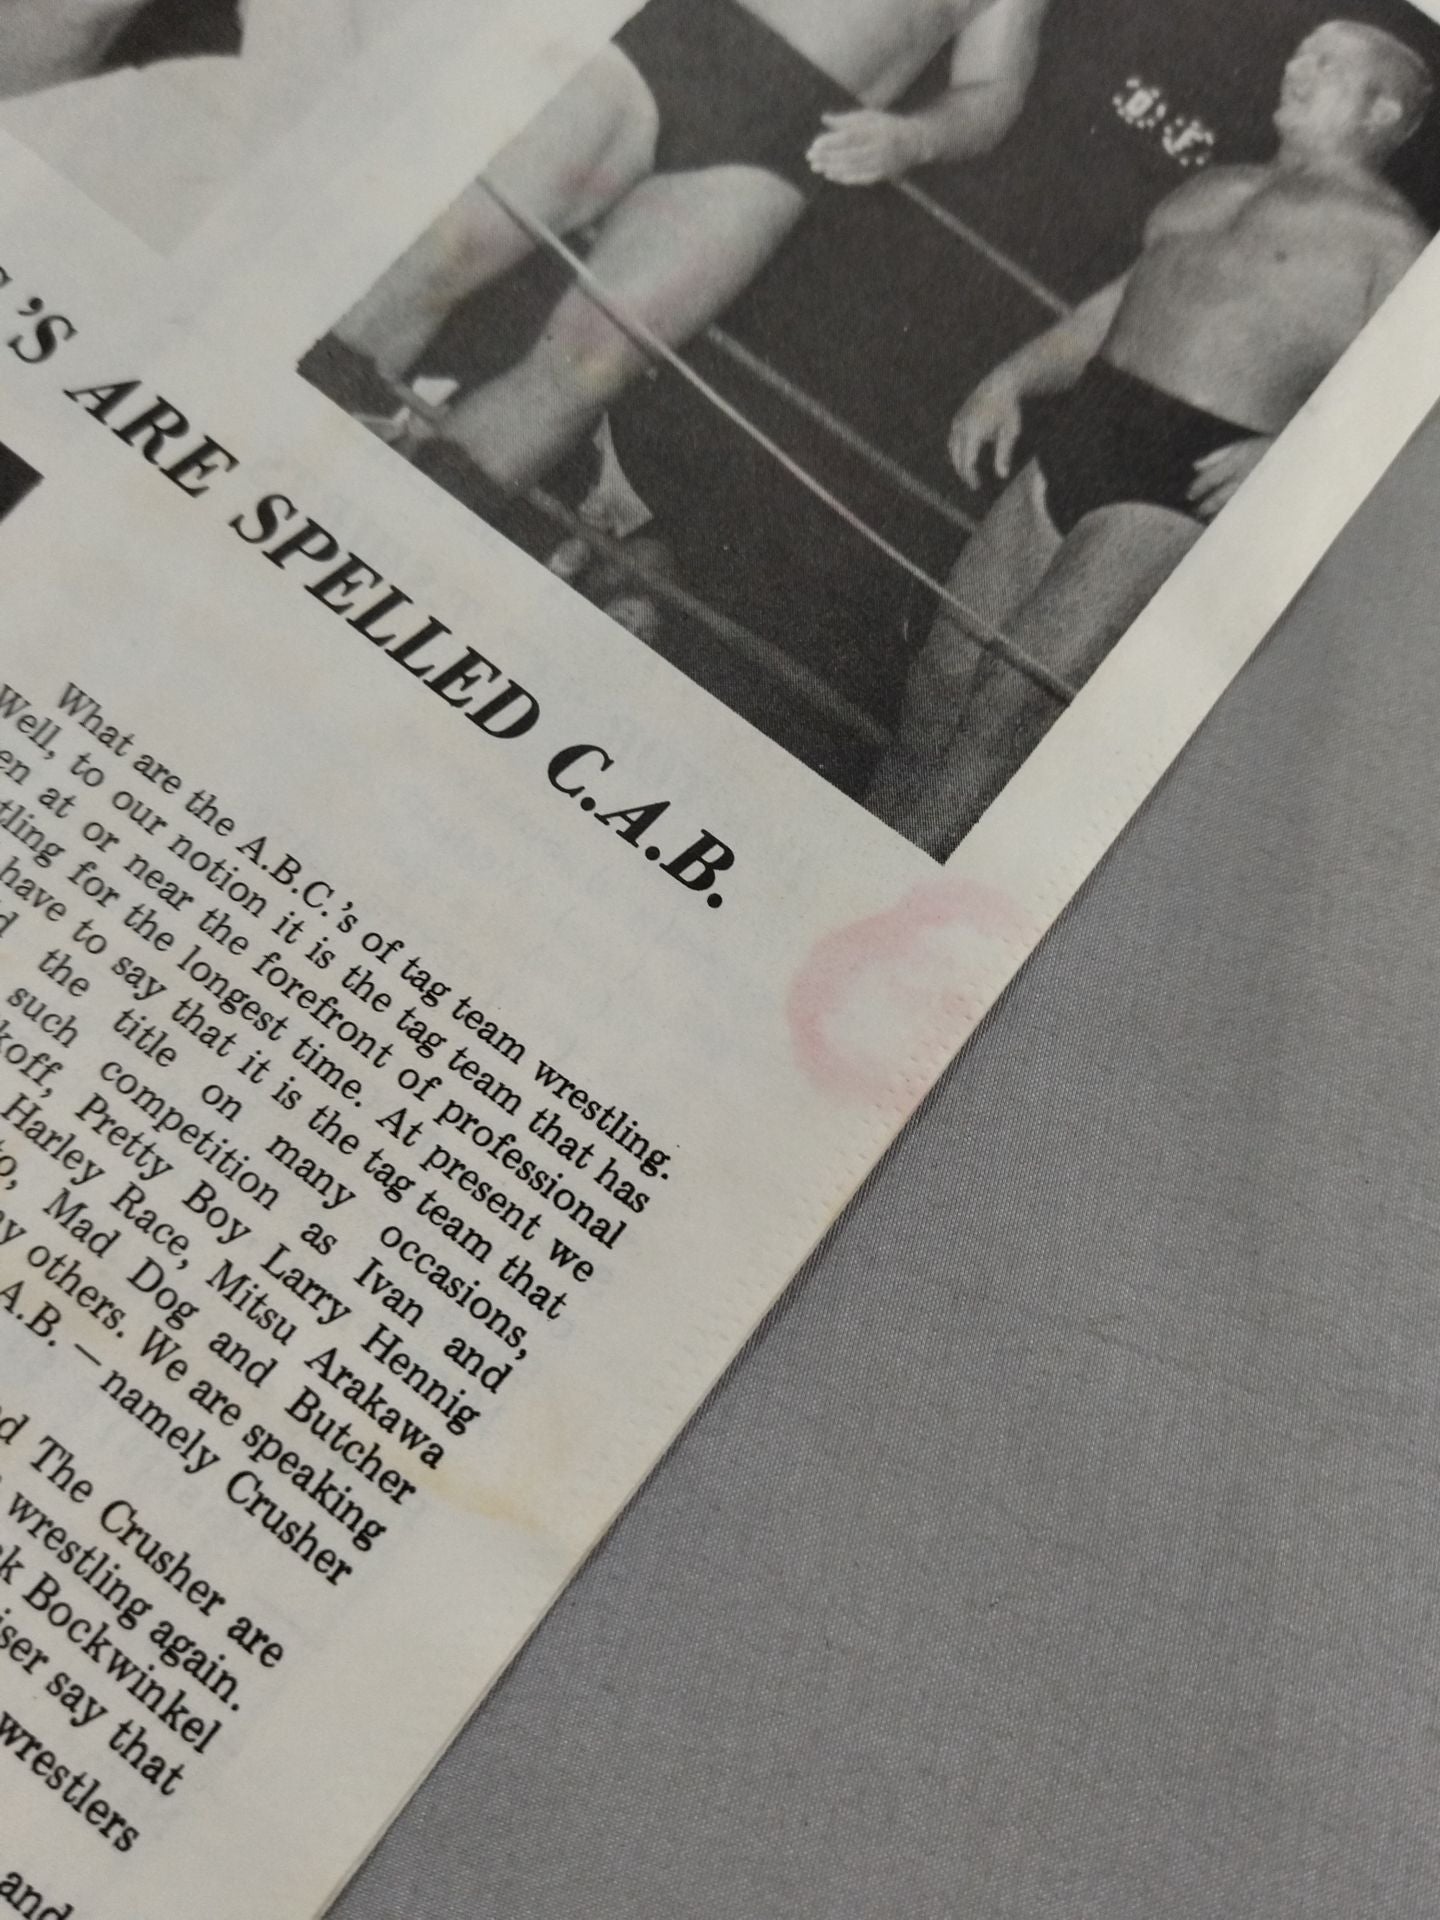 'S ARE SPELLED C.A.B.
What are the A.B.C.'s of tag team wrestling.
Well, to our notion it is the tag team that has
at or near the forefront of professional
for the longest time. At present we
have to say that it is the tag team that
the title on many occasions,
such competition as Ivan and
Pretty Boy Larry Hennig
Harley Race, Mitsu Arakawa
Mad Dog and Butcher
others. We are speaking
A.B. — namely Crusher
The Crusher are
wrestling again.
Bockwinkel
say that
wrestlers
and